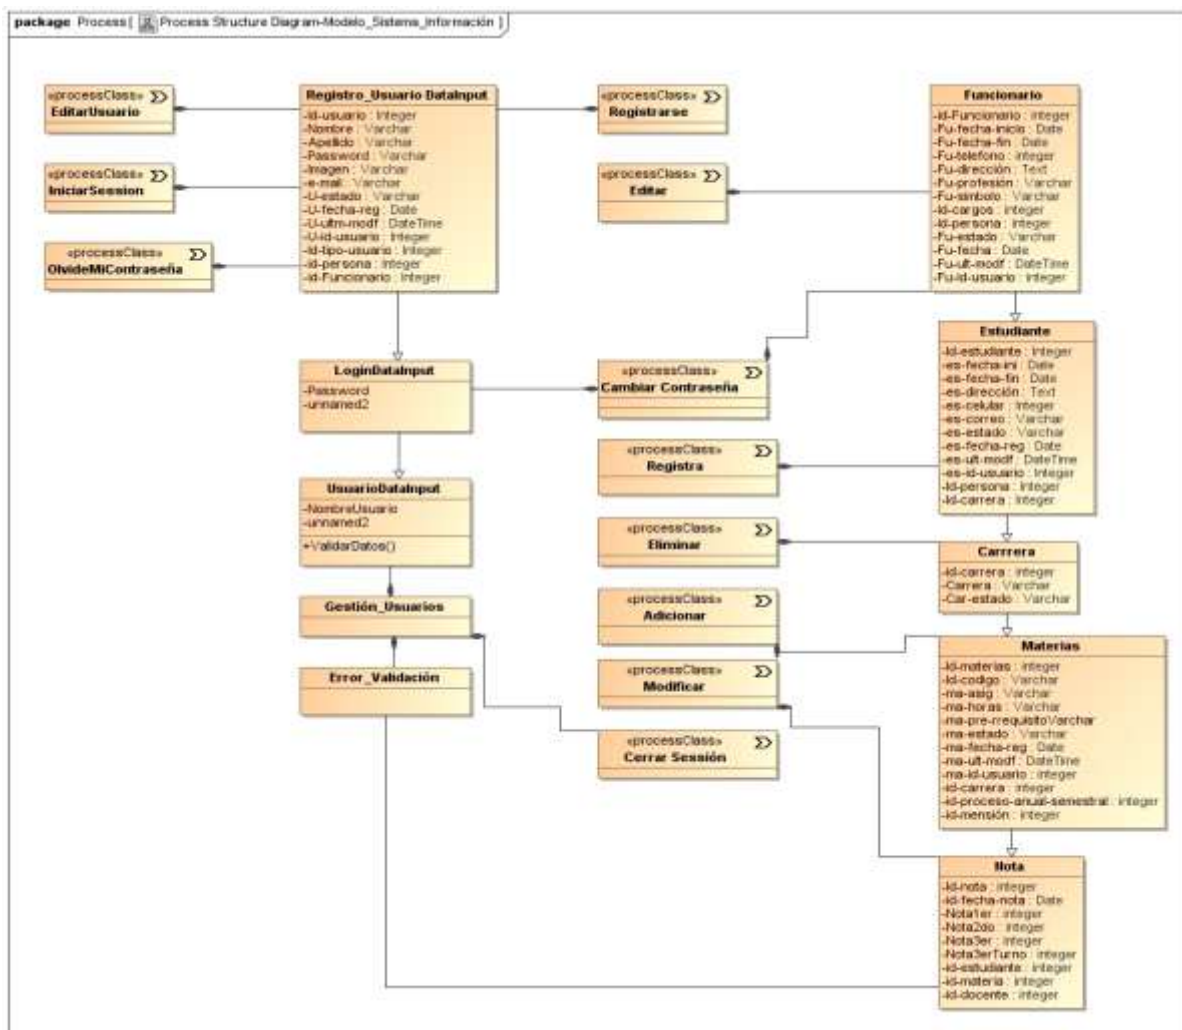 package Process[ Process Structure Diagram-Modelo_Sistema_Información ]
«processClass»
EditarUsuario
«processClass»
IniciarSession
«processClass»
OlvideMiContraseña
Registro_Usuario DataInput
-Id-usuario : Integer
-Nombre : Varchar
-Apellido : Varchar
-Password : Varchar
-Imagen : Varchar
-e-mail : Varchar
-U-estado : Varchar
-U-fecha-reg : Date
-U-ultm-modf : DateTime
-U-id-usuario : Integer
-Id-tipo-usuario : Integer
-id-persona : Integer
-id-Funcionario : Integer
LoginDataInput
-Password
-unnamed2
UsuarioDataInput
-NombreUsuario
-unnamed2
+ValidarDatos()
Gestión_Usuarios
Error_Validación
«processClass»
Registrarse
«processClass»
Editar
«processClass»
Cambiar Contraseña
«processClass»
Registra
«processClass»
Eliminar
«processClass»
Adicionar
«processClass»
Modificar
«processClass»
Cerrar Sessión
Funcionario
-id-Funcionario : integer
-Fu-fecha-inicio : Date
-Fu-fecha-fin : Date
-Fu-telefono : integer
-Fu-dirección : Text
-Fu-profesión : Varchar
-Fu-simbolo : Varchar
-Id-cargos : integer
-Id-persona : integer
-Fu-estado : Varchar
-Fu-fecha : Date
-Fu-ult-modf : DateTime
-Fu-id-usuario : integer
Estudiante
-Id-estudiante : Integer
-es-fecha-ini : Date
-es-fecha-fin : Date
-es-dirección : Text
-es-celular : Integer
-es-correo : Varchar
-es-estado : Varchar
-es-fecha-reg : Date
-es-ult-modf : DateTime
-es-id-usuario : Integer
-Id-persona : Integer
-Id-carrera : Integer
Carrrera
-id-carrera : integer
-Carrera : Varchar
-Car-estado : Varchar
Materias
-Id-materias : integer
-Id-codigo : Varchar
-ma-asig : Varchar
-ma-horas : Varchar
-ma-pre-rrequisitoVarchar
-ma-estado : Varchar
-ma-fecha-reg : Date
-ma-ult-modf : DateTime
-ma-id-usuario : integer
-id-carrera : integer
-id-proceso-anual-semestral : integer
-id-mensión : integer
Nota
-Id-nota : integer
-id-fecha-nota : Date
-Nota1er : integer
-Nota2do : integer
-Nota3er : Integer
-Nota3erTurno : integer
-id-estudiante : integer
-id-materia : integer
-id-docente : integer